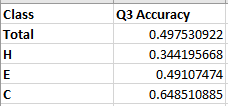 Class Q3 Accuracy
Total 0.497530922
H 0.344195668
E 0.49107474
C 0.648510885